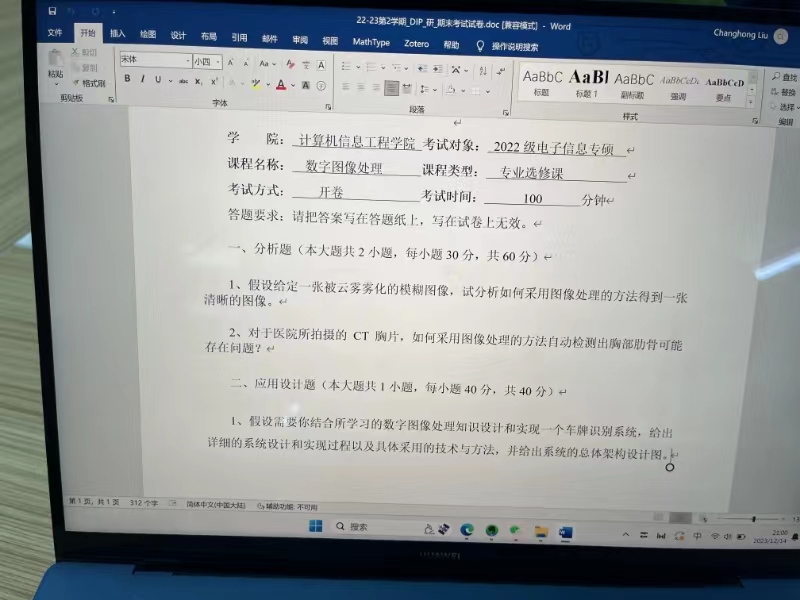 22-23第2学期_DIP_研_期末考试试卷.doc [兼容模式] - Word
Changhong Liu
文件 开始 插入 绘图 设计 布局 引用 邮件 审阅 视图 MathType Zotero 帮助 操作说明搜索
宋体 小四
粘贴 剪切 复制 格式刷
AaBbC AaBl AaBbC AaBbCcDc AaBbCcD
标题 标题 1 副标题 强调 要点
查找
替换
选择
剪贴板 字体 段落 样式 编辑
学 院: 计算机信息工程学院 考试对象: 2022 级电子信息专硕
课程名称: 数字图像处理 课程类型: 专业选修课
考试方式: 开卷 考试时间: 100 分钟
答题要求:请把答案写在答题纸上,写在试卷上无效。
一、分析题(本大题共 2 小题,每小题 30 分,共 60 分)
1、假设给定一张被云雾雾化的模糊图像,试分析如何采用图像处理的方法得到一张
清晰的图像。
2、对于医院所拍摄的 CT 胸片,如何采用图像处理的方法自动检测出胸部肋骨可能
存在问题?
二、应用设计题(本大题共 1 小题,每小题 40 分,共 40 分)
1、假设需要你结合所学习的数字图像处理知识设计和实现一个车牌识别系统,给出
详细的系统设计和实现过程以及具体采用的技术与方法,并给出系统的总体架构设计图。
第 1 页,共 1 页 312 个字 简体中文(中国大陆) 辅助功能: 不可用
搜索
中
21:00
2023/12/14
HUAWEI